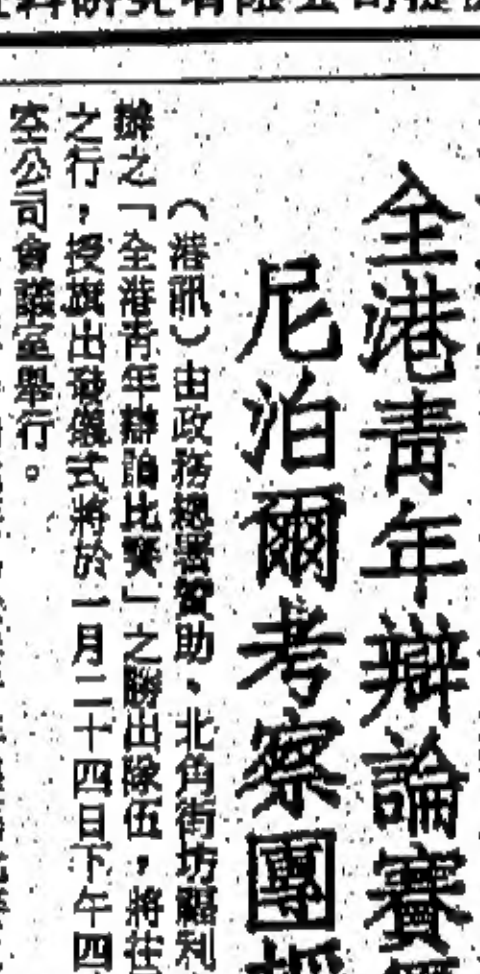 全港青年辯論賽
尼泊爾考察團授
（港訊）由政務總署資助、北角街坊福利
辦之「全港青年辯論比賽」之勝出隊伍，將往
之行，授旗出發儀式將於一月二十四日下午四
空公司會議室舉行。